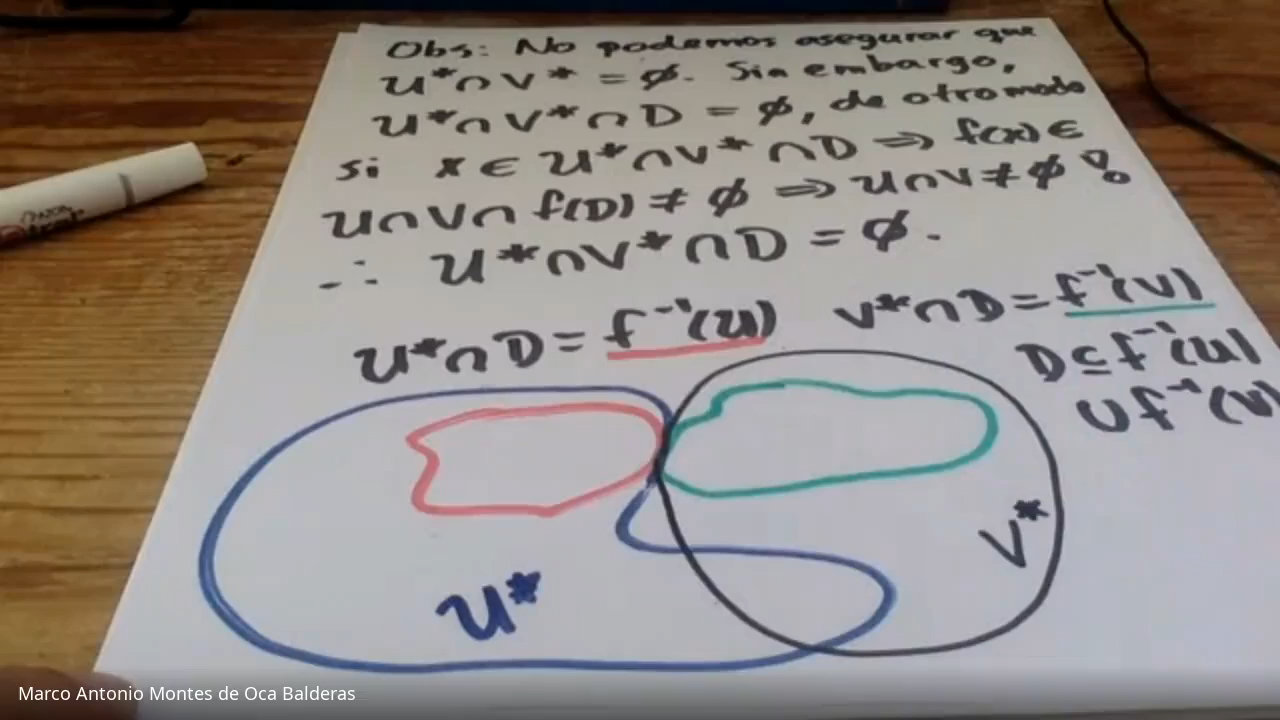 Obs: No podemos asegurar que
U*∩V* = ∅. Sin embargo,
U*∩V*∩D = ∅, de otro modo
si x ∈ U*∩V*∩D ⇒ f(x) ∈
U∩V∩f(D) ≠ ∅ ⇒ U∩V ≠ ∅ !
∴ U*∩V*∩D = ∅.
U*∩D = f⁻¹(U) V*∩D = f⁻¹(V)
D ⊆ f⁻¹(U)
∪ f⁻¹(V)
V*
U*
Marco Antonio Montes de Oca Balderas